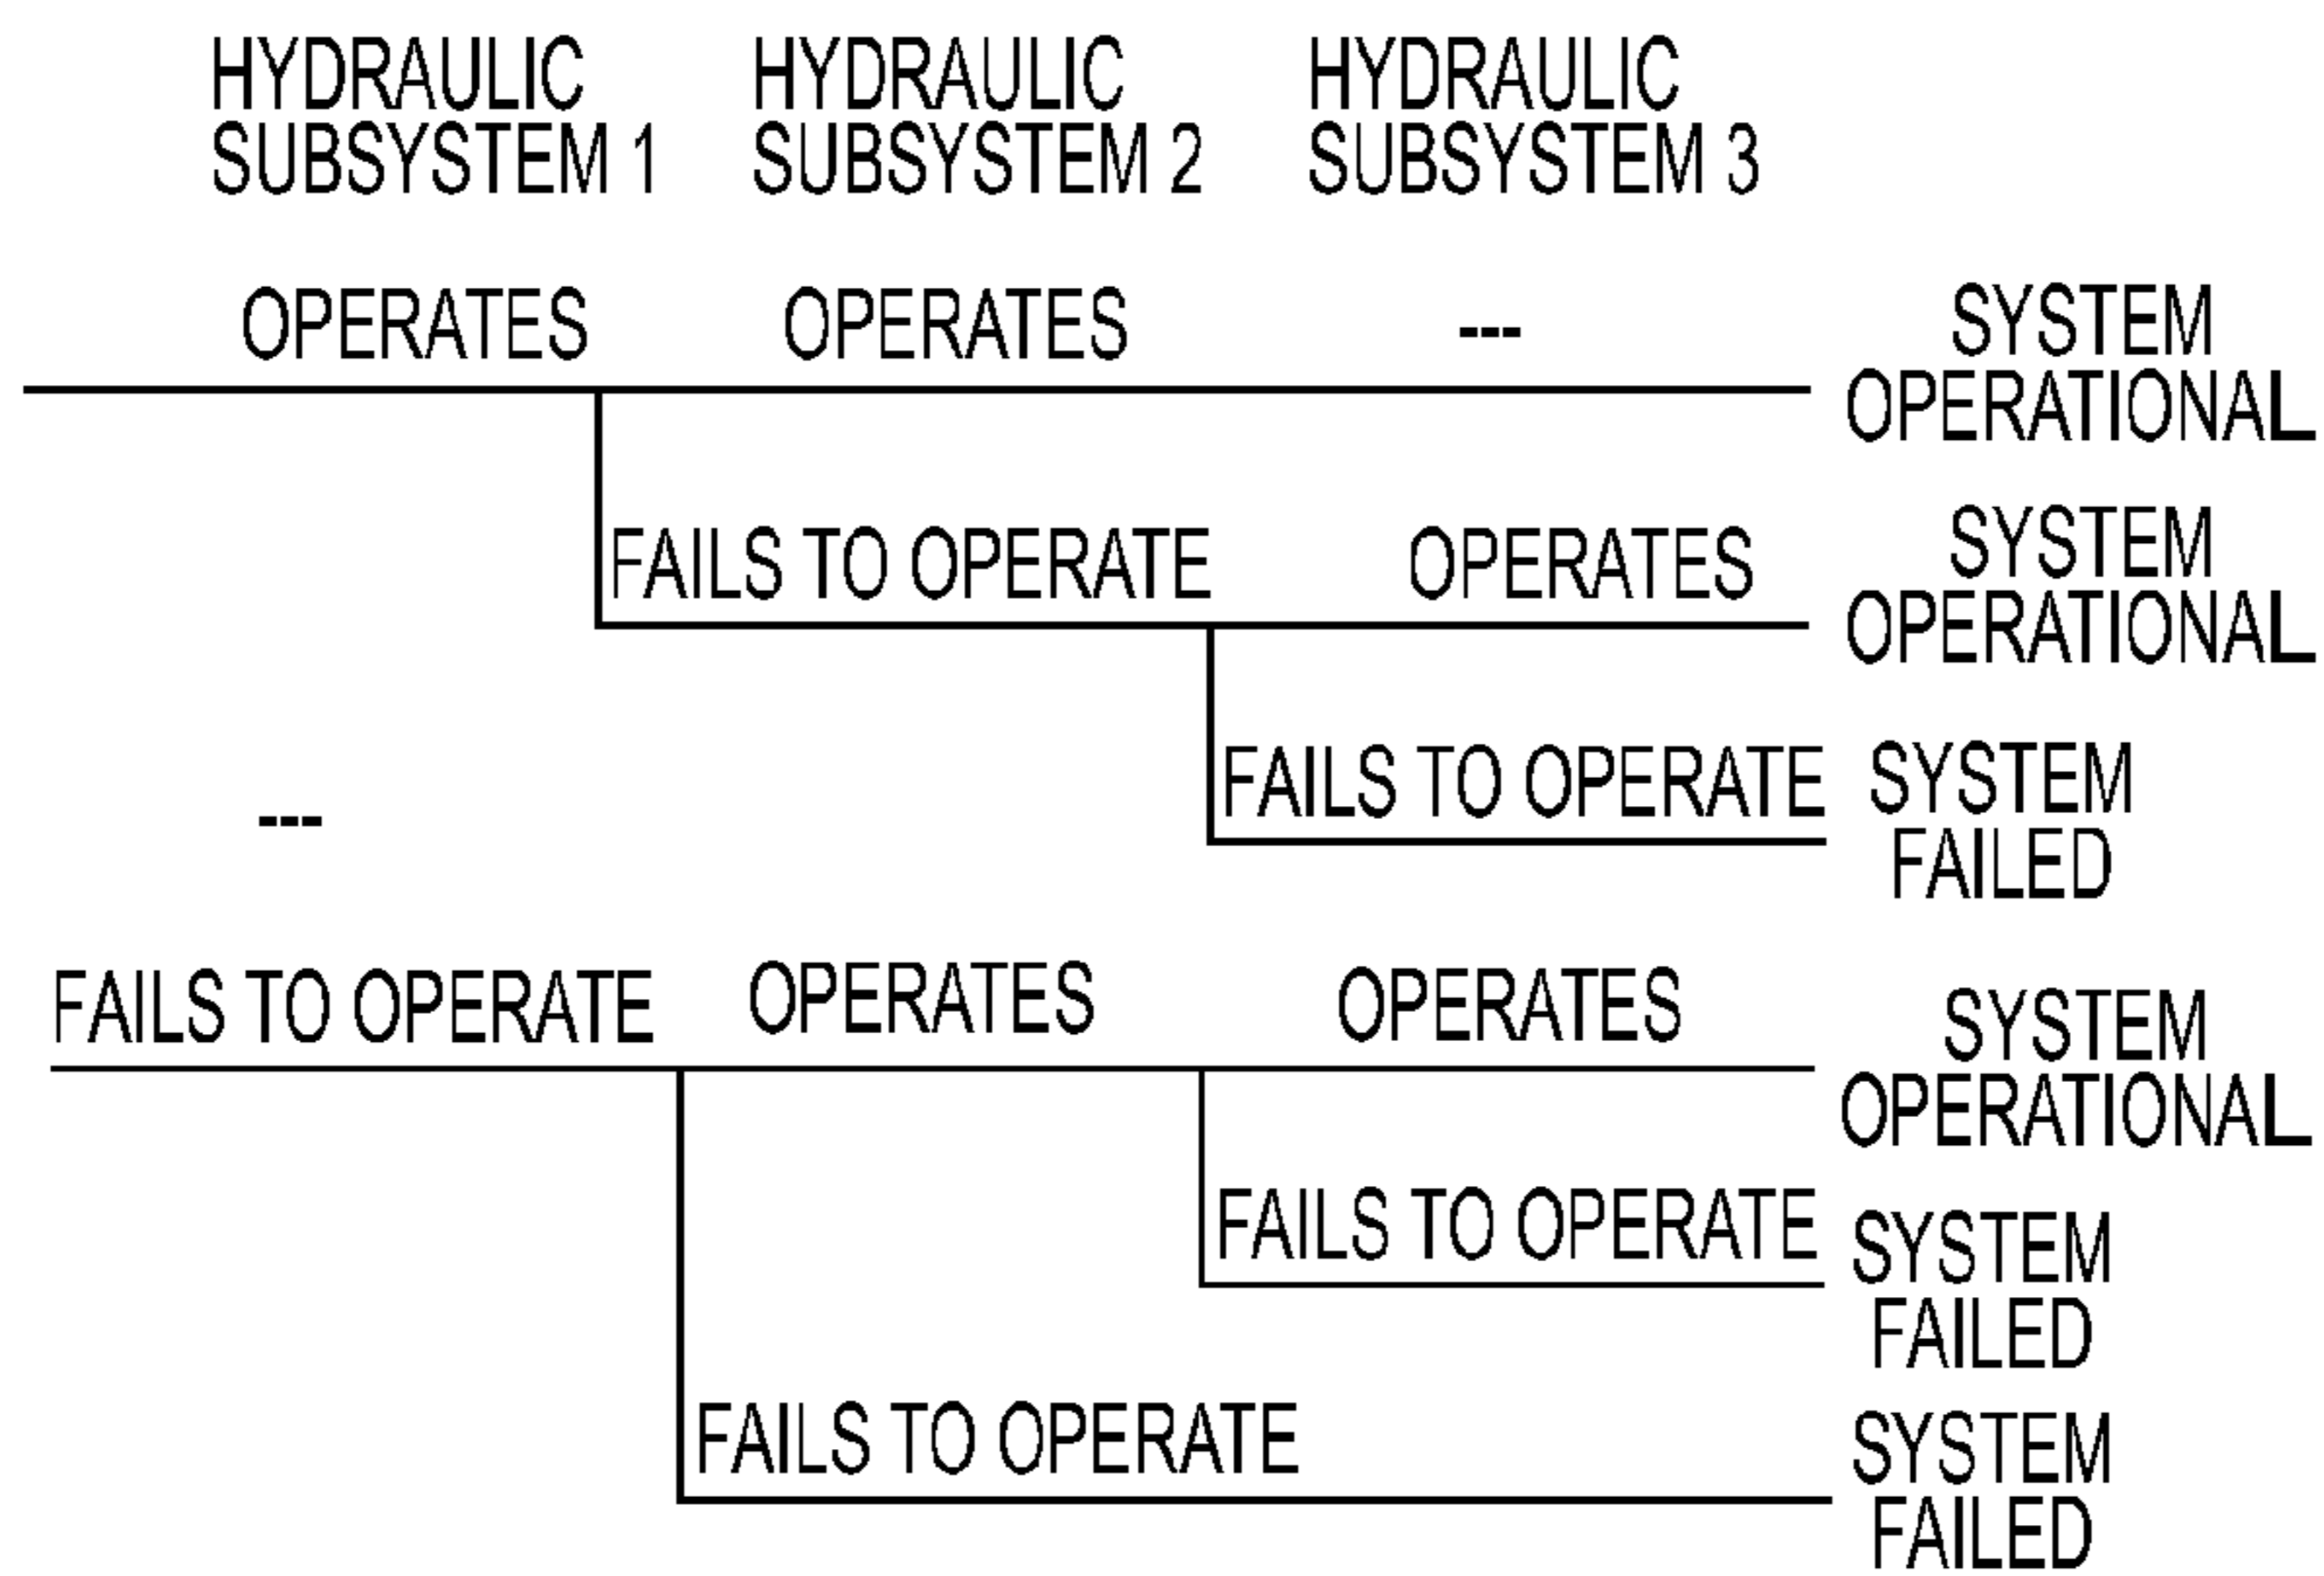 HYDRAULIC SUBSYSTEM 1
HYDRAULIC SUBSYSTEM 2
HYDRAULIC SUBSYSTEM 3
OPERATES
OPERATES
---
SYSTEM
OPERATIONAL
FAILS TO OPERATE
OPERATES
SYSTEM
OPERATIONAL
FAILS TO OPERATE
SYSTEM
FAILED
---
FAILS TO OPERATE
OPERATES
OPERATES
SYSTEM
OPERATIONAL
FAILS TO OPERATE
SYSTEM
FAILED
FAILS TO OPERATE
SYSTEM
FAILED